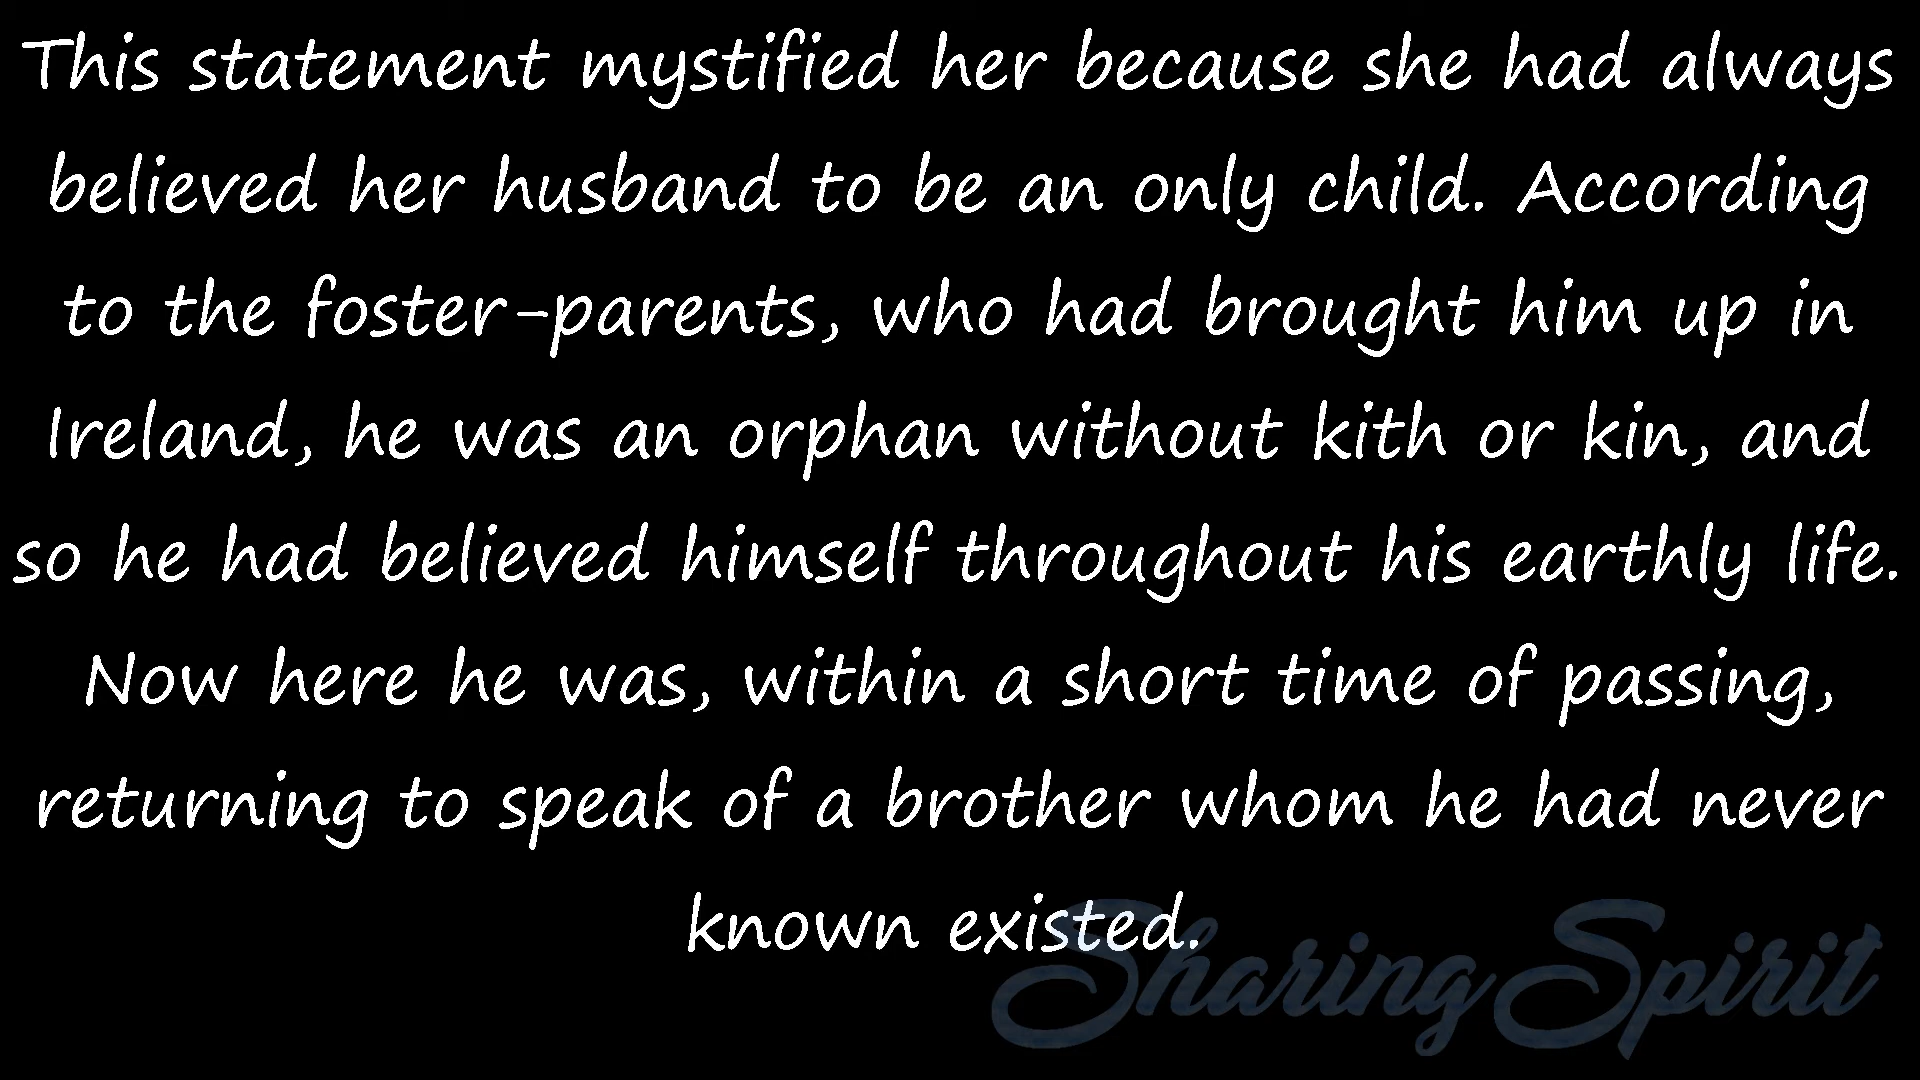 This statement mystified her because she had always
believed her husband to be an only child. According
to the foster-parents, who had brought him up in
Ireland, he was an orphan without kith or kin, and
so he had believed himself throughout his earthly life.
Now here he was, within a short time of passing,
returning to speak of a brother whom he had never
known existed.
Sharing Spirit